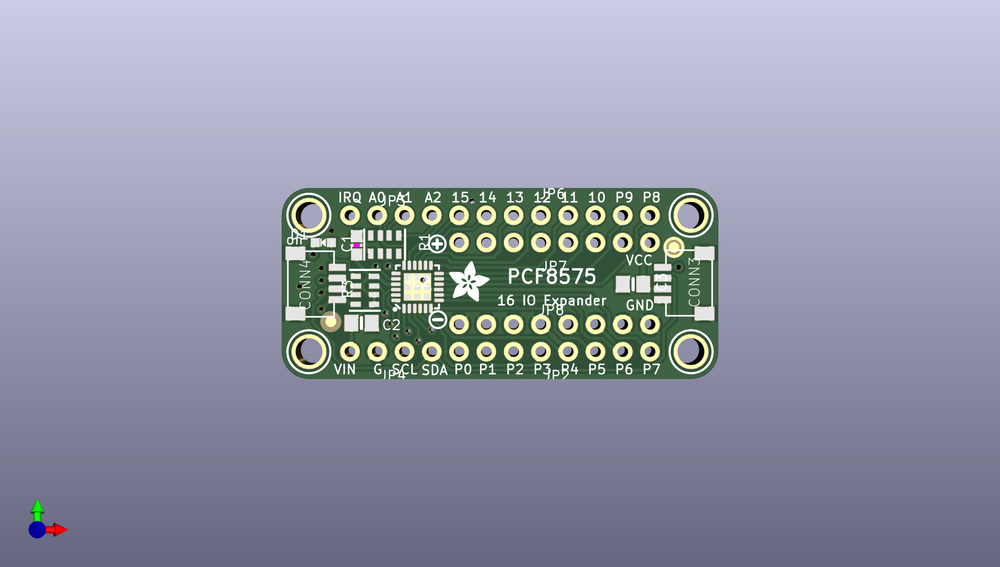 IRQ A0 A1 A2 15 14 13 12 11 10 P9 P8
JP5
JP6
C1
R1
VCC
JP7
PCF8575
CONN4
R3
C3
CONN3
16 IO Expander
GND
JP8
C2
VIN G SCL SDA P0 P1 P2 P3 P4 P5 P6 P7
JP4
JP2